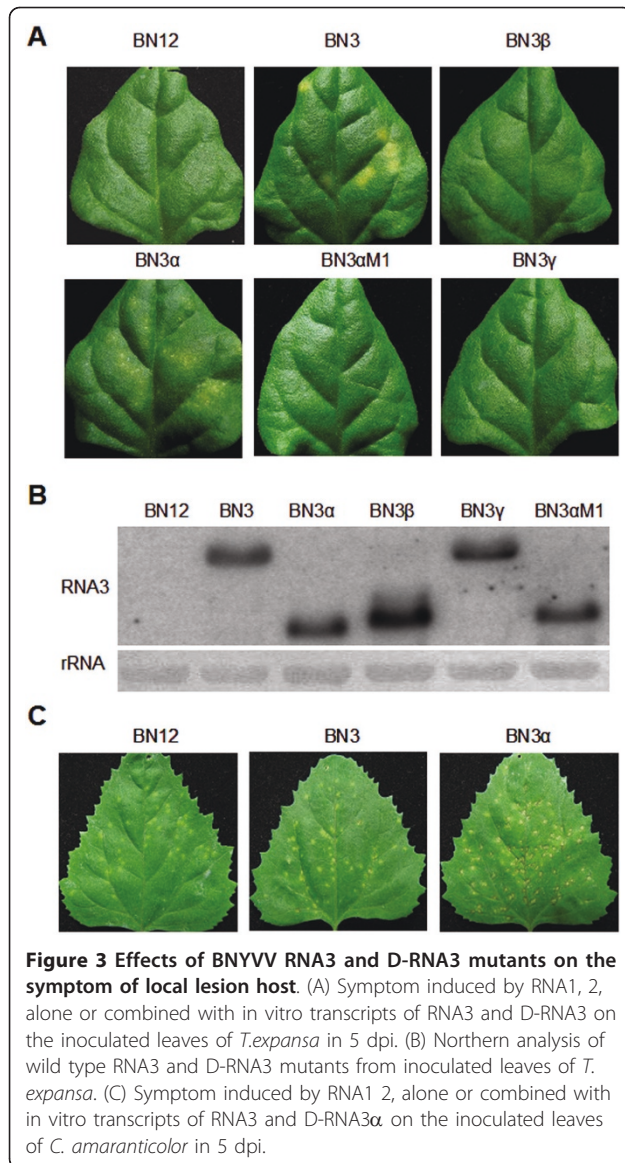 A
BN12 BN3 BN3β
BN3α BN3αM1 BN3γ
B
BN12 BN3 BN3α BN3β BN3γ BN3αM1
RNA3
rRNA
C
BN12 BN3 BN3α
Figure 3 Effects of BNYVV RNA3 and D-RNA3 mutants on the
symptom of local lesion host. (A) Symptom induced by RNA1, 2,
alone or combined with in vitro transcripts of RNA3 and D-RNA3 on
the inoculated leaves of T.expansa in 5 dpi. (B) Northern analysis of
wild type RNA3 and D-RNA3 mutants from inoculated leaves of T.
expansa. (C) Symptom induced by RNA1 2, alone or combined with
in vitro transcripts of RNA3 and D-RNA3α on the inoculated leaves
of C. amaranticolor in 5 dpi.